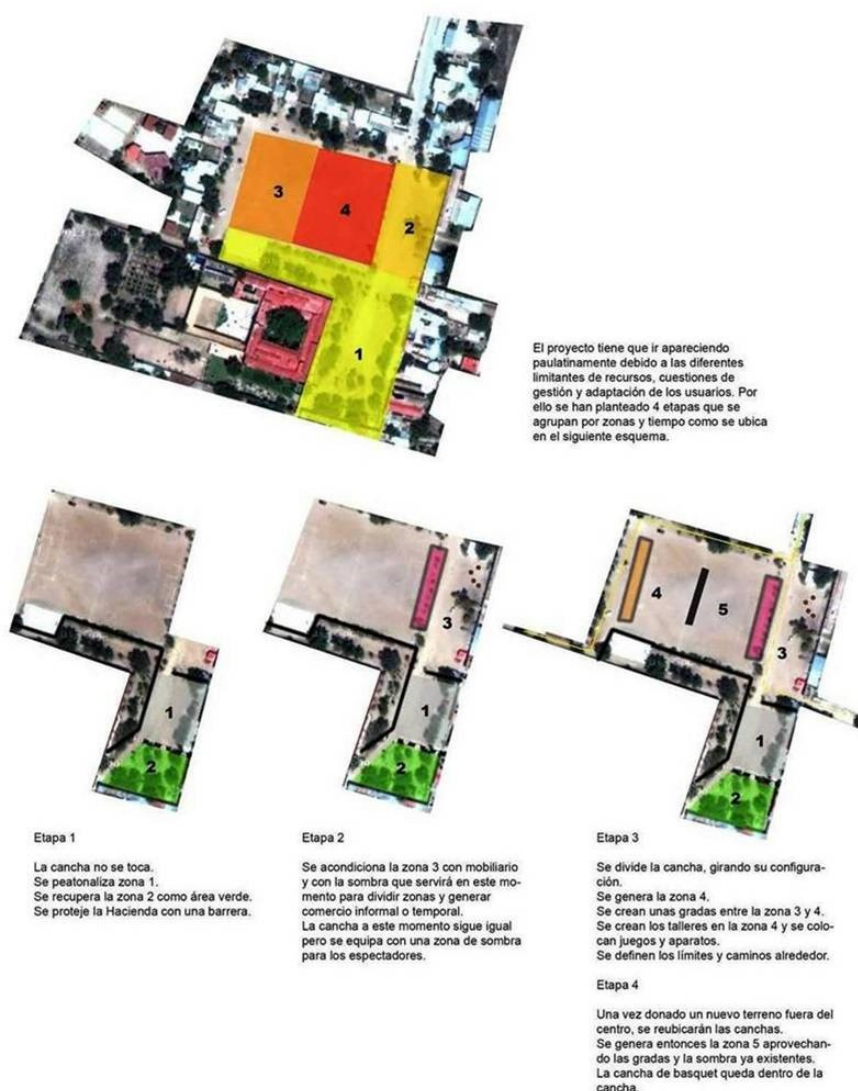 3
4
2
1
El proyecto tiene que ir apareciendo
paulatinamente debido a las diferentes
limitantes de recursos, cuestiones de
gestión y adaptación de los usuarios. Por
ello se han planteado 4 etapas que se
agrupan por zonas y tiempo como se ubica
en el siguiente esquema.
1
2
3
1
2
4
5
3
1
2
Etapa 1
La cancha no se toca.
Se peatonaliza zona 1.
Se recupera la zona 2 como área verde.
Se proteje la Hacienda con una barrera.
Etapa 2
Se acondiciona la zona 3 con mobiliario
y con la sombra que servirá en este mo-
mento para dividir zonas y generar
comercio informal o temporal.
La cancha a este momento sigue igual
pero se equipa con una zona de sombra
para los espectadores.
Etapa 3
Se divide la cancha, girando su configura-
ción.
Se genera la zona 4.
Se crean unas gradas entre la zona 3 y 4.
Se crean los talleres en la zona 4 y se colo-
can juegos y aparatos.
Se definen los límites y caminos alrededor.
Etapa 4
Una vez donado un nuevo terreno fuera del
centro, se reubicarán las canchas.
Se genera entonces la zona 5 aprovechan-
do las gradas y la sombra ya existentes.
La cancha de basquet queda dentro de la
cancha.